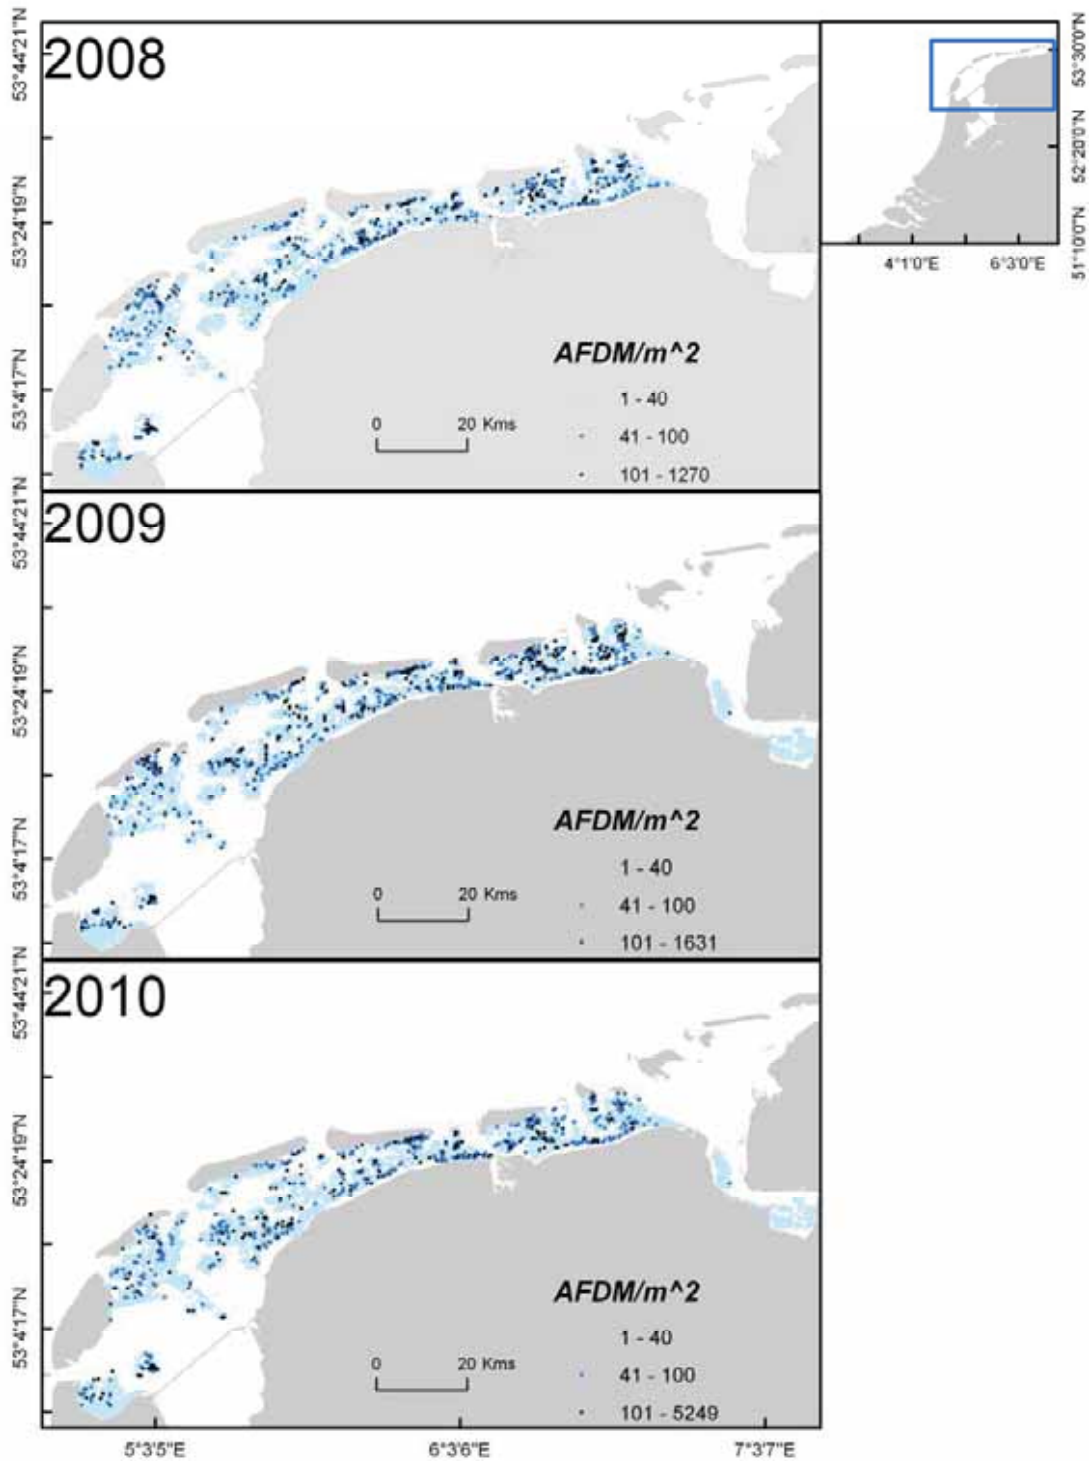 2008
53°44'21"N
53°24'19"N
53°4'17"N
AFDM/m^2
1 - 40
41 - 100
101 - 1270
0 20 Kms
53°30'0"N
52°20'0"N
51°10'0"N
4°1'0"E 6°3'0"E
2009
53°44'21"N
53°24'19"N
53°4'17"N
AFDM/m^2
1 - 40
41 - 100
101 - 1631
0 20 Kms
2010
53°44'21"N
53°24'19"N
53°4'17"N
AFDM/m^2
1 - 40
41 - 100
101 - 5249
0 20 Kms
5°3'5"E 6°3'6"E 7°3'7"E